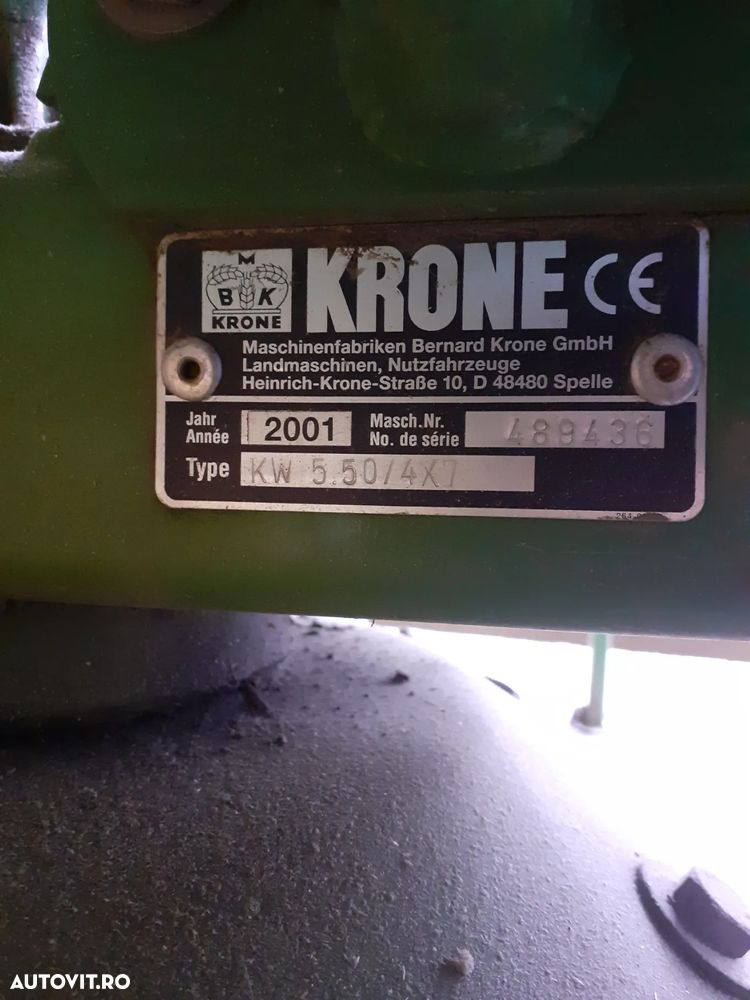 M
B K
KRONE
KRONE CE
Maschinenfabriken Bernard Krone GmbH
Landmaschinen, Nutzfahrzeuge
Heinrich-Krone-Straße 10, D 48480 Spelle
Jahr
Année
2001
Masch.Nr.
No. de série
489436
Type
KW 5.50/4X7
AUTOVIT.RO